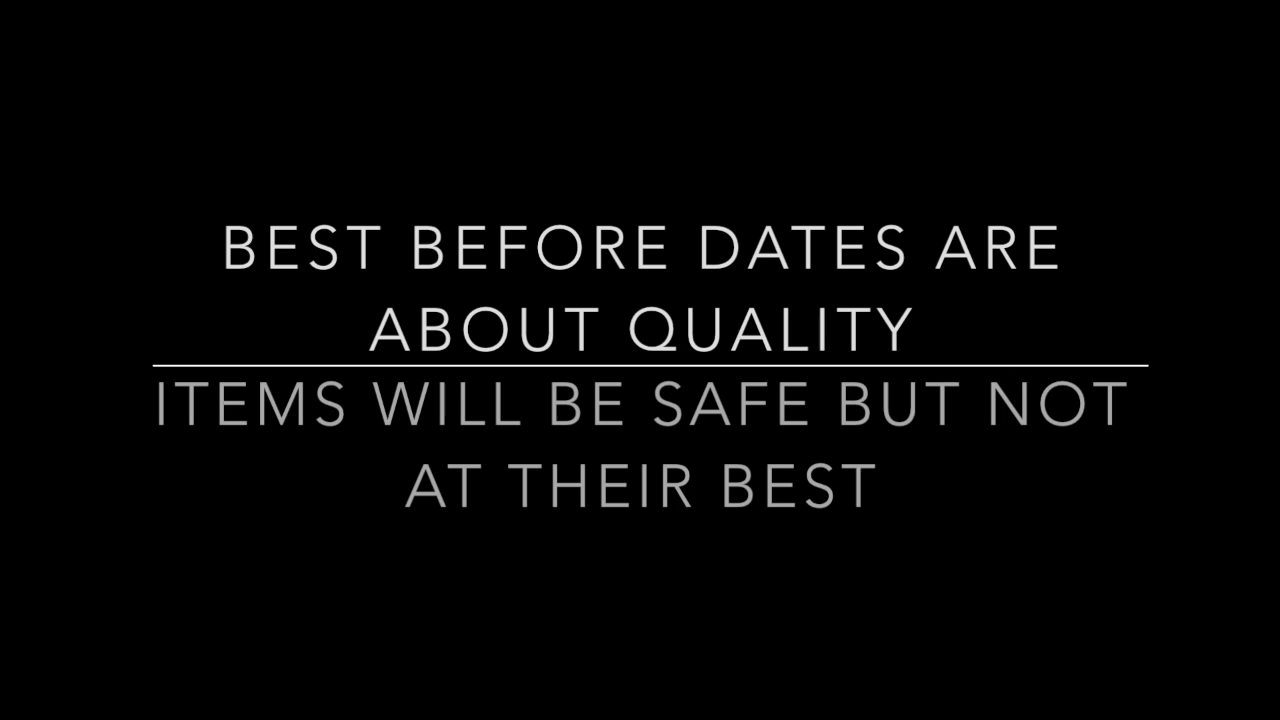 BEST BEFORE DATES ARE
ABOUT QUALITY
ITEMS WILL BE SAFE BUT NOT
AT THEIR BEST